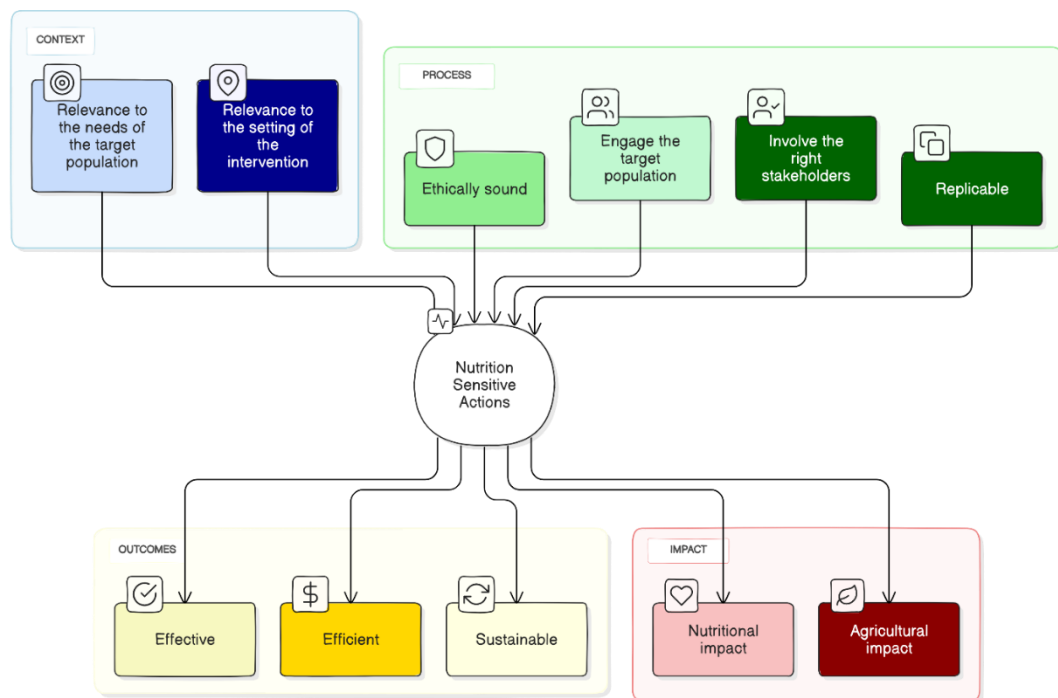 CONTEXT
Relevance to
the needs of
the target
population
Relevance to
the setting of
the
intervention
PROCESS
Ethically sound
Engage the
target
population
Involve the
right
stakeholders
Replicable
Nutrition
Sensitive
Actions
OUTCOMES
Effective
Efficient
Sustainable
IMPACT
Nutritional
impact
Agricultural
impact